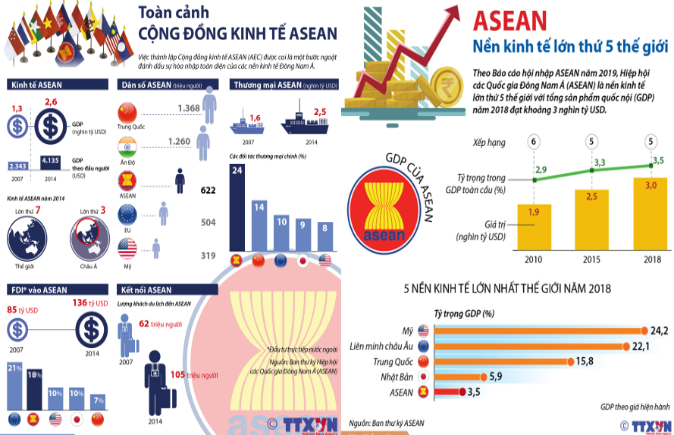 Toàn cảnh
CỘNG ĐỒNG KINH TẾ ASEAN
Việc thành lập Cộng đồng kinh tế ASEAN (AEC) được coi là một bước ngoặt
đánh dấu sự hòa nhập toàn diện của các nền kinh tế Đông Nam Á.
Kinh tế ASEAN
1,3
2,6
GDP
(nghìn tỷ USD)
2.343
4.135
GDP
theo đầu người
(USD)
2007
2014
Kinh tế ASEAN năm 2014
Lớn thứ 7
Lớn thứ 3
Thế giới
Châu Á
Dân số ASEAN (triệu người)
1.368
Trung Quốc
1.260
Ấn Độ
622
ASEAN
504
EU
319
Mỹ
Thương mại ASEAN (nghìn tỷ USD)
1,6
2,5
2007
2014
Các đối tác thương mại chính (%)
24
14
10
9
8
FDI* vào ASEAN
85 tỷ USD
136 tỷ USD
2007
2014
21%
18%
10%
10%
7%
Kết nối ASEAN
Lượng khách du lịch đến ASEAN
62 triệu người
2007
105 triệu người
2014
*Đầu tư trực tiếp nước ngoài
Nguồn: Ban thư ký Hiệp hội
các Quốc gia Đông Nam Á (ASEAN)
© TTXVN
ASEAN
Nền kinh tế lớn thứ 5 thế giới
Theo Báo cáo hội nhập ASEAN năm 2019, Hiệp hội
các Quốc gia Đông Nam Á (ASEAN) là nền kinh tế
lớn thứ 5 thế giới với tổng sản phẩm quốc nội (GDP)
năm 2018 đạt khoảng 3 nghìn tỷ USD.
GDP CỦA ASEAN
asean
Xếp hạng
6
5
5
Tỷ trọng trong
GDP toàn cầu (%)
2,9
3,3
3,5
Giá trị
(nghìn tỷ USD)
1,9
2,5
3,0
2010
2015
2018
5 NỀN KINH TẾ LỚN NHẤT THẾ GIỚI NĂM 2018
Tỷ trọng GDP (%)
Mỹ
24,2
Liên minh châu Âu
22,1
Trung Quốc
15,8
Nhật Bản
5,9
ASEAN
3,5
GDP theo giá hiện hành
Nguồn: Ban thư ký ASEAN
© TTXVN